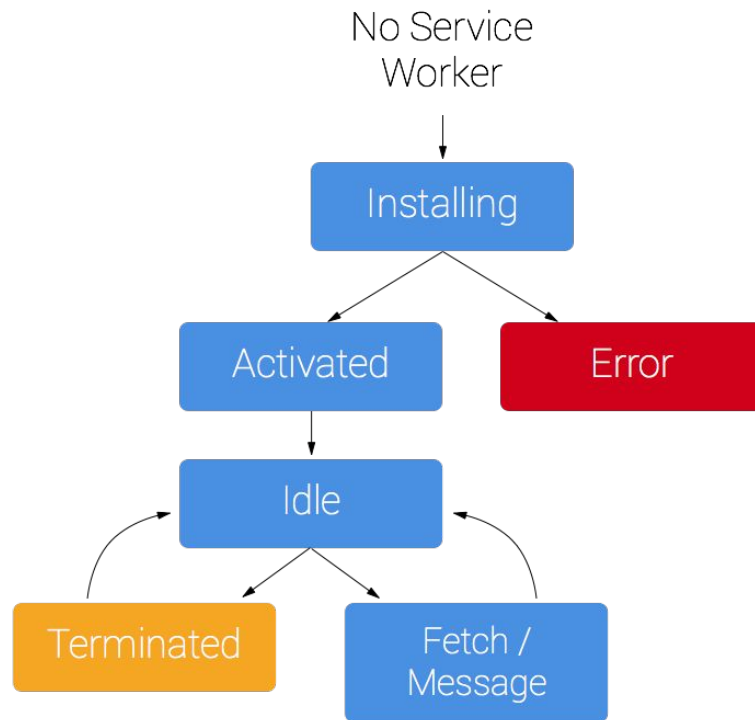 No Service
Worker
Installing
Activated
Error
Idle
Terminated
Fetch /
Message